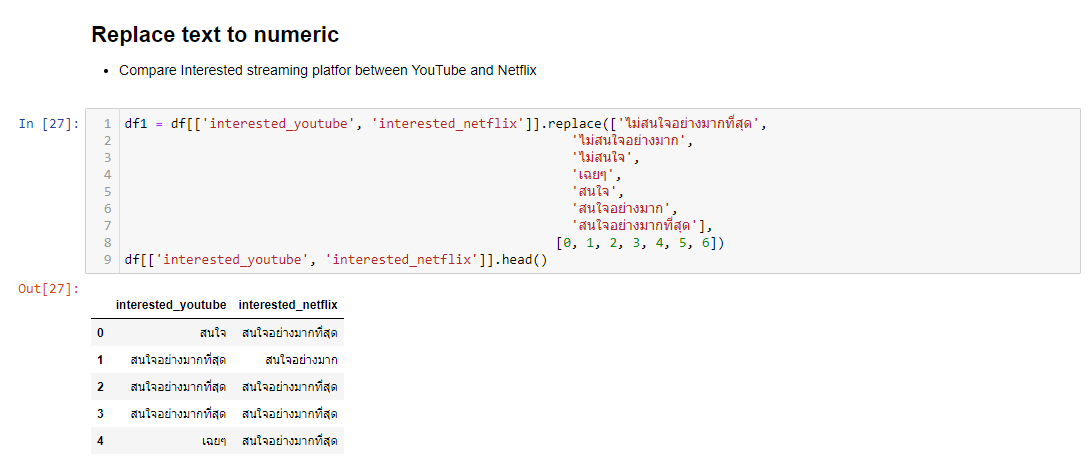 Replace text to numeric
• Compare Interested streaming platfor between YouTube and Netflix
In [27]:
1 df1 = df[['interested_youtube', 'interested_netflix']].replace(['ไม่สนใจอย่างมากที่สุด',
2 'ไม่สนใจอย่างมาก',
3 'ไม่สนใจ',
4 'เฉยๆ',
5 'สนใจ',
6 'สนใจอย่างมาก',
7 'สนใจอย่างมากที่สุด'],
8 [0, 1, 2, 3, 4, 5, 6])
9 df[['interested_youtube', 'interested_netflix']].head()
Out[27]:
interested_youtube interested_netflix
0 สนใจ สนใจอย่างมากที่สุด
1 สนใจอย่างมากที่สุด สนใจอย่างมาก
2 สนใจอย่างมากที่สุด สนใจอย่างมากที่สุด
3 สนใจอย่างมากที่สุด สนใจอย่างมากที่สุด
4 เฉยๆ สนใจอย่างมากที่สุด